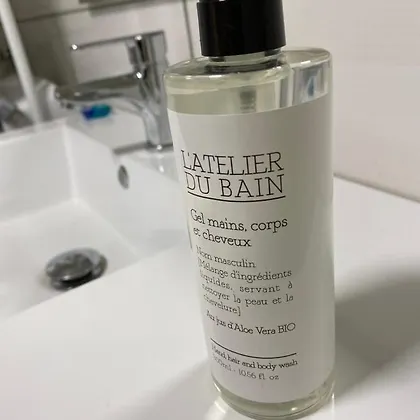 L'ATELIER
DU BAIN
Gel mains, corps
et cheveux
Nom masculin
[Mélange d'ingrédients
liquides, servant à
nettoyer la peau et la
chevelure]
Au jus d'Aloe Vera BIO
Hand, hair and body wash
10.56 fl. oz